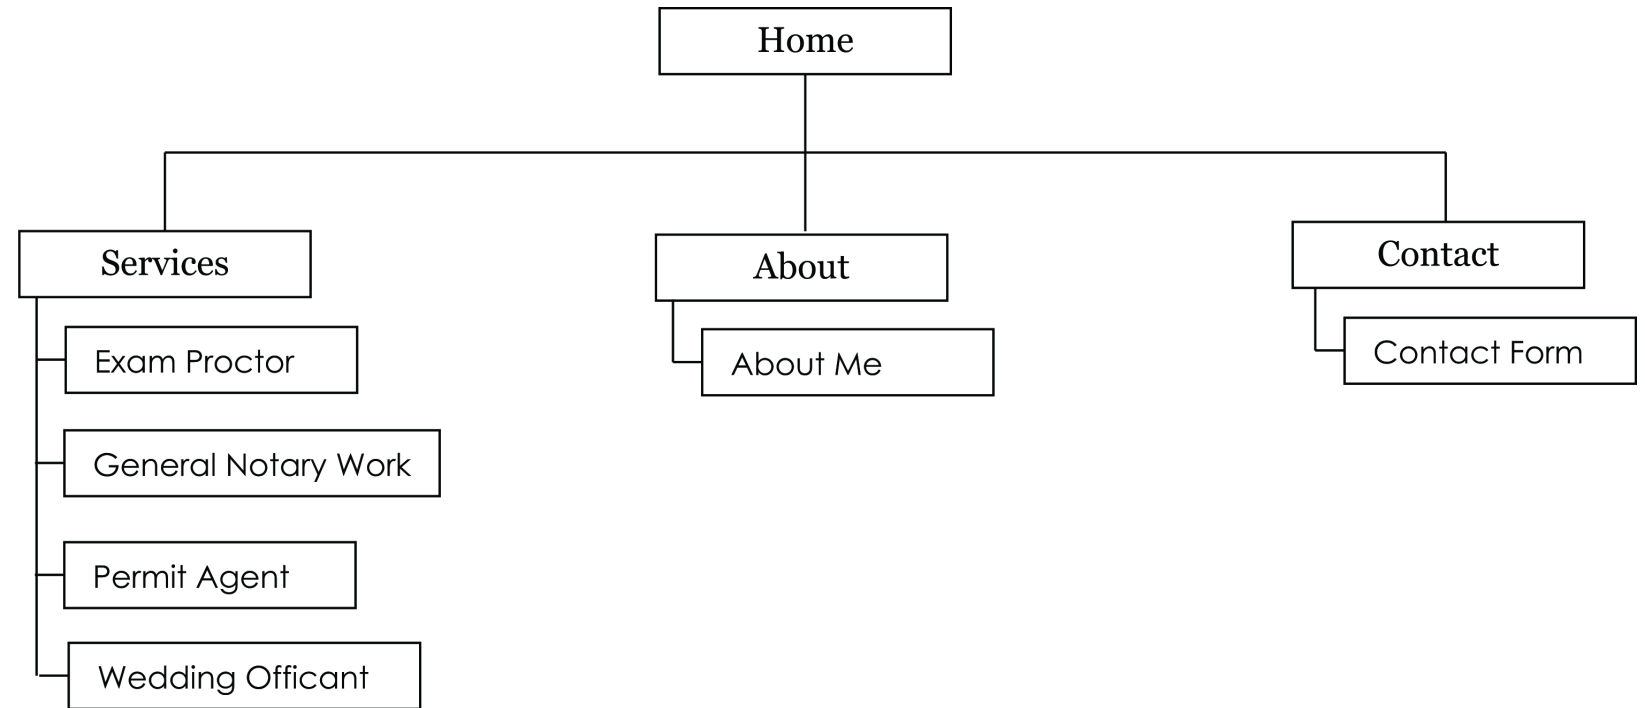 Home
Services
Exam Proctor
General Notary Work
Permit Agent
Wedding Officant
About
About Me
Contact
Contact Form